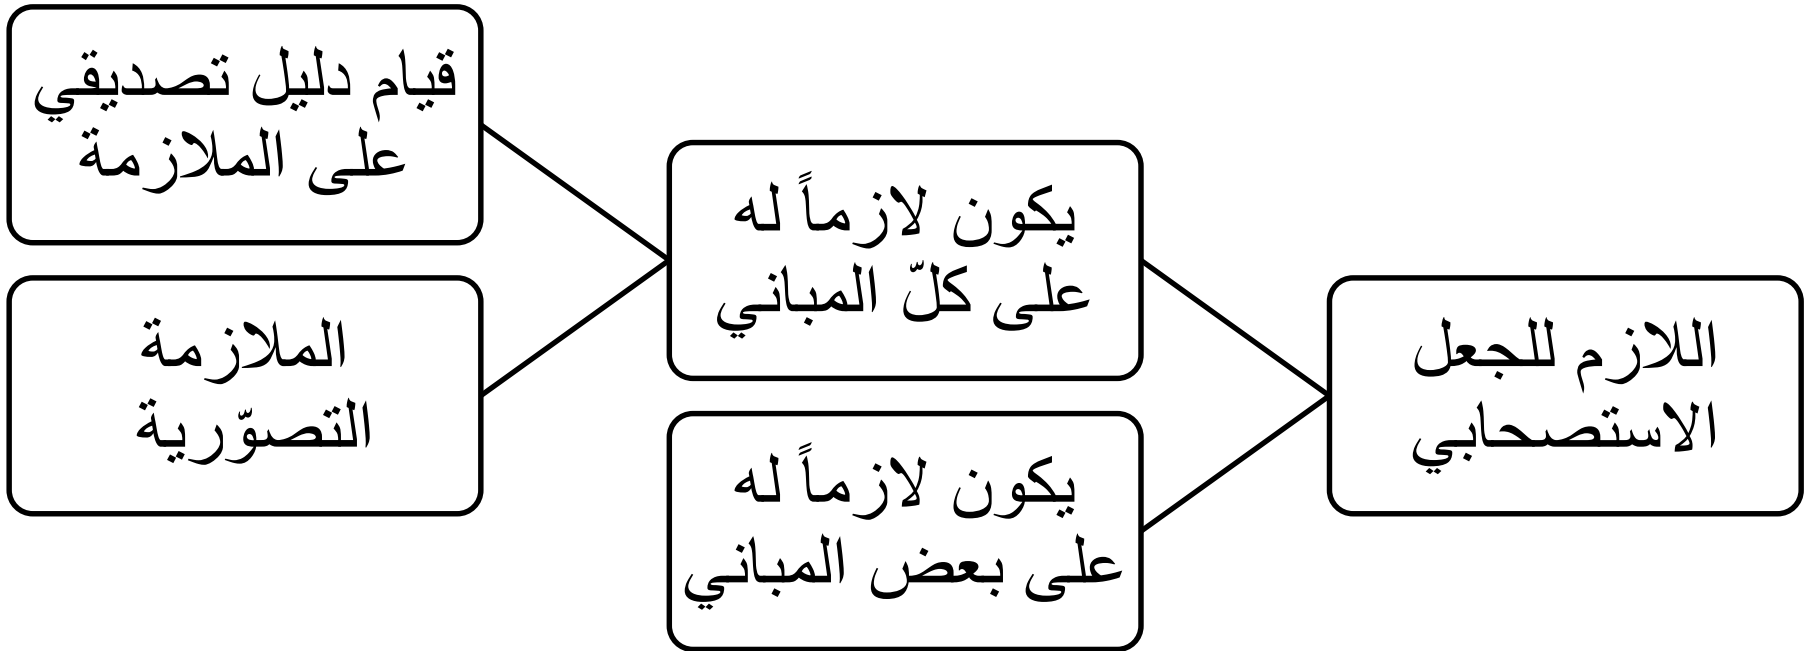 اللازم للجعل
الاستصحابي
يكون لازماً له
على كلّ المباني
قيام دليل تصديقي
على الملازمة
الملازمة
التصوّرية
يكون لازماً له
على بعض المباني